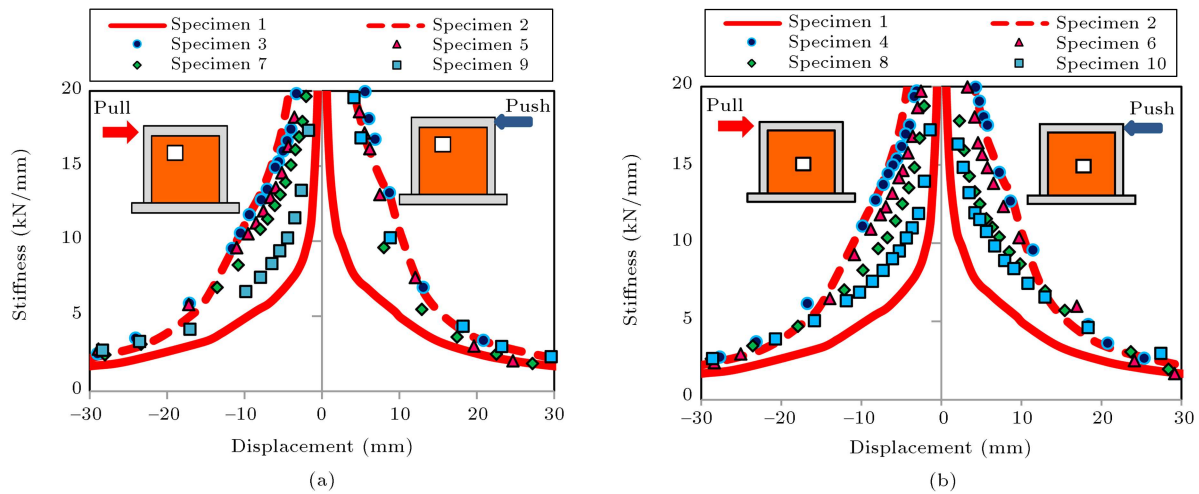 Specimen 1 Specimen 2
Specimen 3 Specimen 5
Specimen 7 Specimen 9
20
15
10
5
0
Stiffness (kN/mm)
Pull
Push
−30 −20 −10 0 10 20 30
Displacement (mm)
(a)
Specimen 1 Specimen 2
Specimen 4 Specimen 6
Specimen 8 Specimen 10
20
15
10
5
0
Stiffness (kN/mm)
Pull
Push
−30 −20 −10 0 10 20 30
Displacement (mm)
(b)